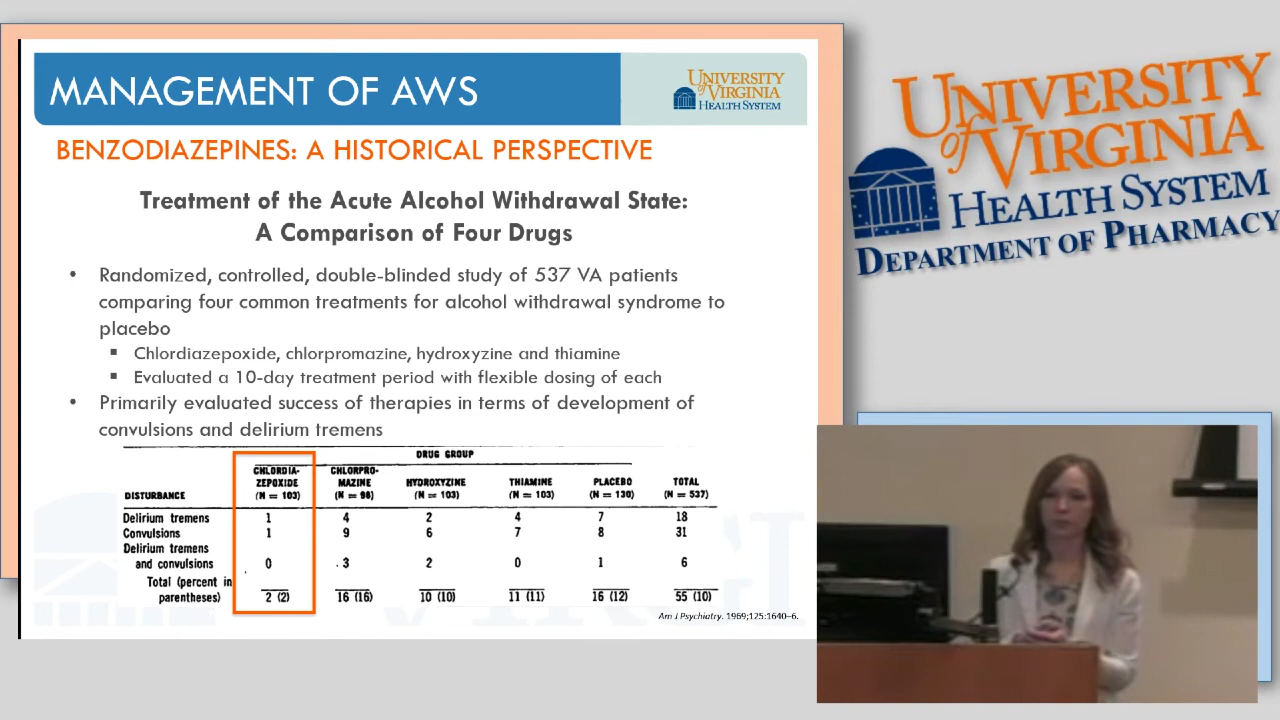 MANAGEMENT OF AWS
UNIVERSITY
of VIRGINIA
HEALTH SYSTEM
BENZODIAZEPINES: A HISTORICAL PERSPECTIVE
Treatment of the Acute Alcohol Withdrawal State:
A Comparison of Four Drugs
• Randomized, controlled, double-blinded study of 537 VA patients
comparing four common treatments for alcohol withdrawal syndrome to
placebo
▪ Chlordiazepoxide, chlorpromazine, hydroxyzine and thiamine
▪ Evaluated a 10-day treatment period with flexible dosing of each
• Primarily evaluated success of therapies in terms of development of
convulsions and delirium tremens
DRUG GROUP
CHLORDIA- CHLORPRO-
ZEPOXIDE MAZINE HYDROXYZINE THIAMINE PLACEBO TOTAL
DISTURBANCE (N = 103) (N = 98) (N = 103) (N = 103) (N = 130) (N = 537)
Delirium tremens 1 4 2 4 7 18
Convulsions 1 9 6 7 8 31
Delirium tremens
and convulsions 0 3 2 0 1 6
Total (percent in
parentheses) 2 (2) 16 (16) 10 (10) 11 (11) 16 (12) 55 (10)
Am J Psychiatry. 1969;125:1640–6.
UNIVERSITY
of VIRGINIA
HEALTH SYSTEM
DEPARTMENT OF PHARMACY